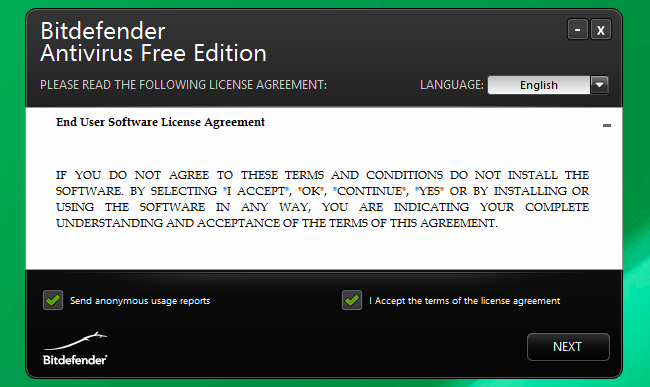 Bitdefender
Antivirus Free Edition
- x
PLEASE READ THE FOLLOWING LICENSE AGREEMENT: LANGUAGE: English
End User Software License Agreement
IF YOU DO NOT AGREE TO THESE TERMS AND CONDITIONS DO NOT INSTALL THE
SOFTWARE. BY SELECTING "I ACCEPT", "OK", "CONTINUE", "YES" OR BY INSTALLING OR
USING THE SOFTWARE IN ANY WAY, YOU ARE INDICATING YOUR COMPLETE
UNDERSTANDING AND ACCEPTANCE OF THE TERMS OF THIS AGREEMENT.
Send anonymous usage reports I Accept the terms of the license agreement
Bitdefender
NEXT